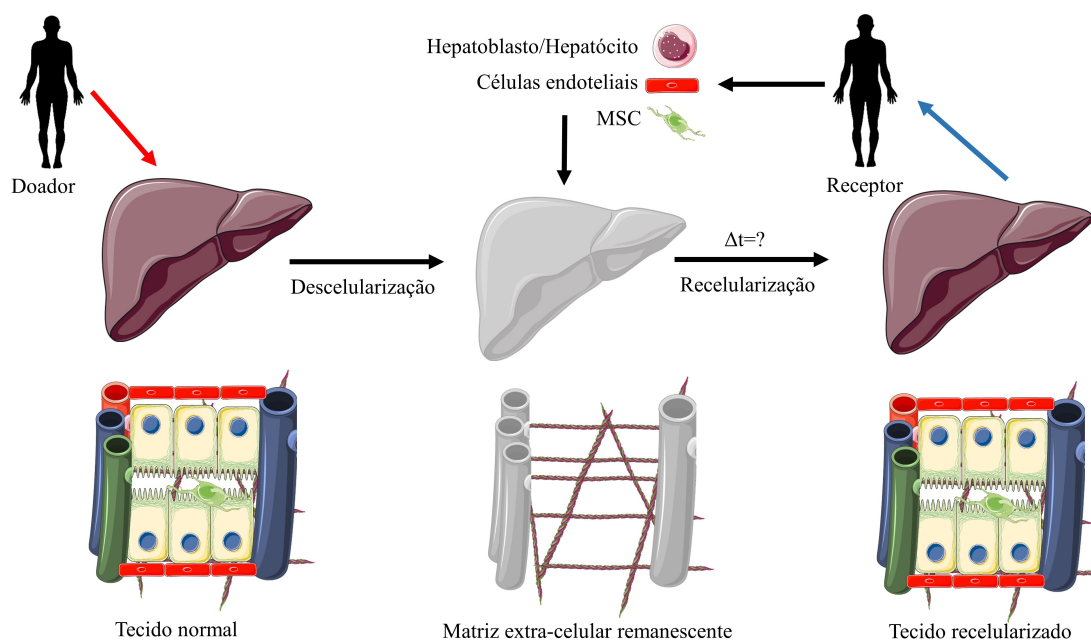 Hepatoblasto/Hepatócito
Células endoteliais
MSC
Doador
Receptor
Δt=?
Descelularização
Recelularização
Tecido normal
Matriz extra-celular remanescente
Tecido recelularizado